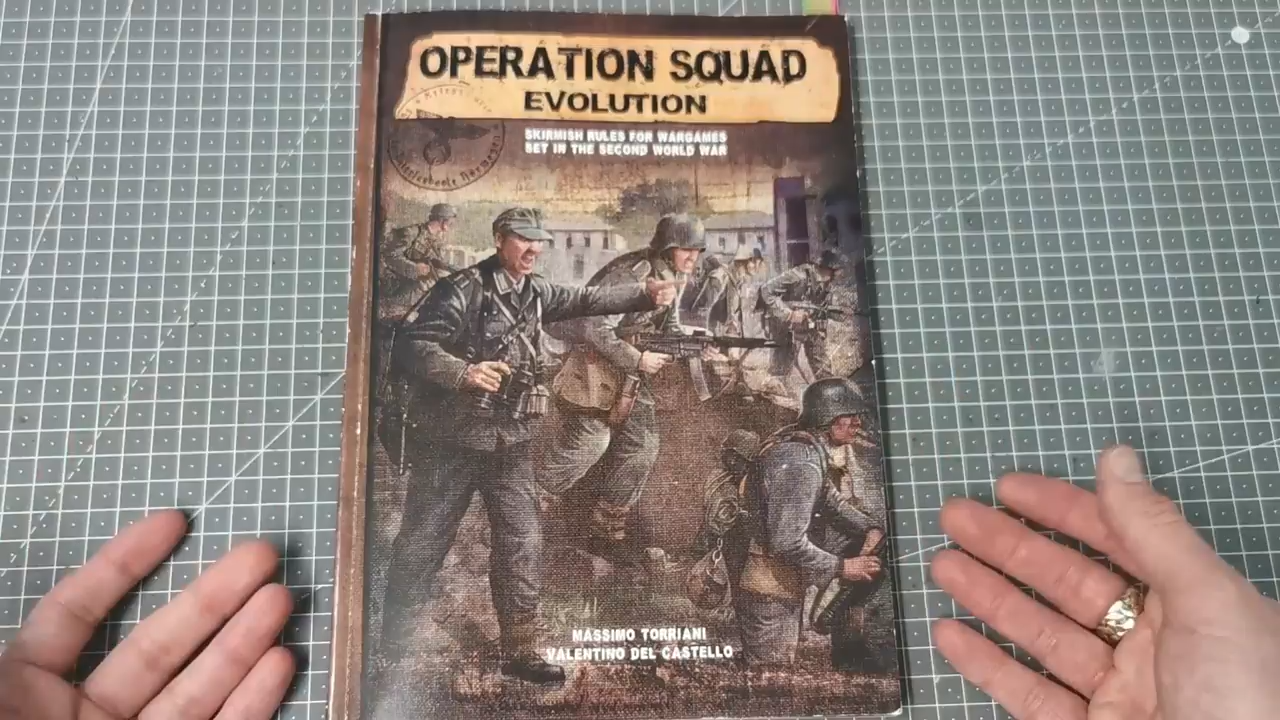 OPERATION SQUAD
EVOLUTION
SKIRMISH RULES FOR WARGAMES
SET IN THE SECOND WORLD WAR
MASSIMO TORRIANI
VALENTINO DEL CASTELLO